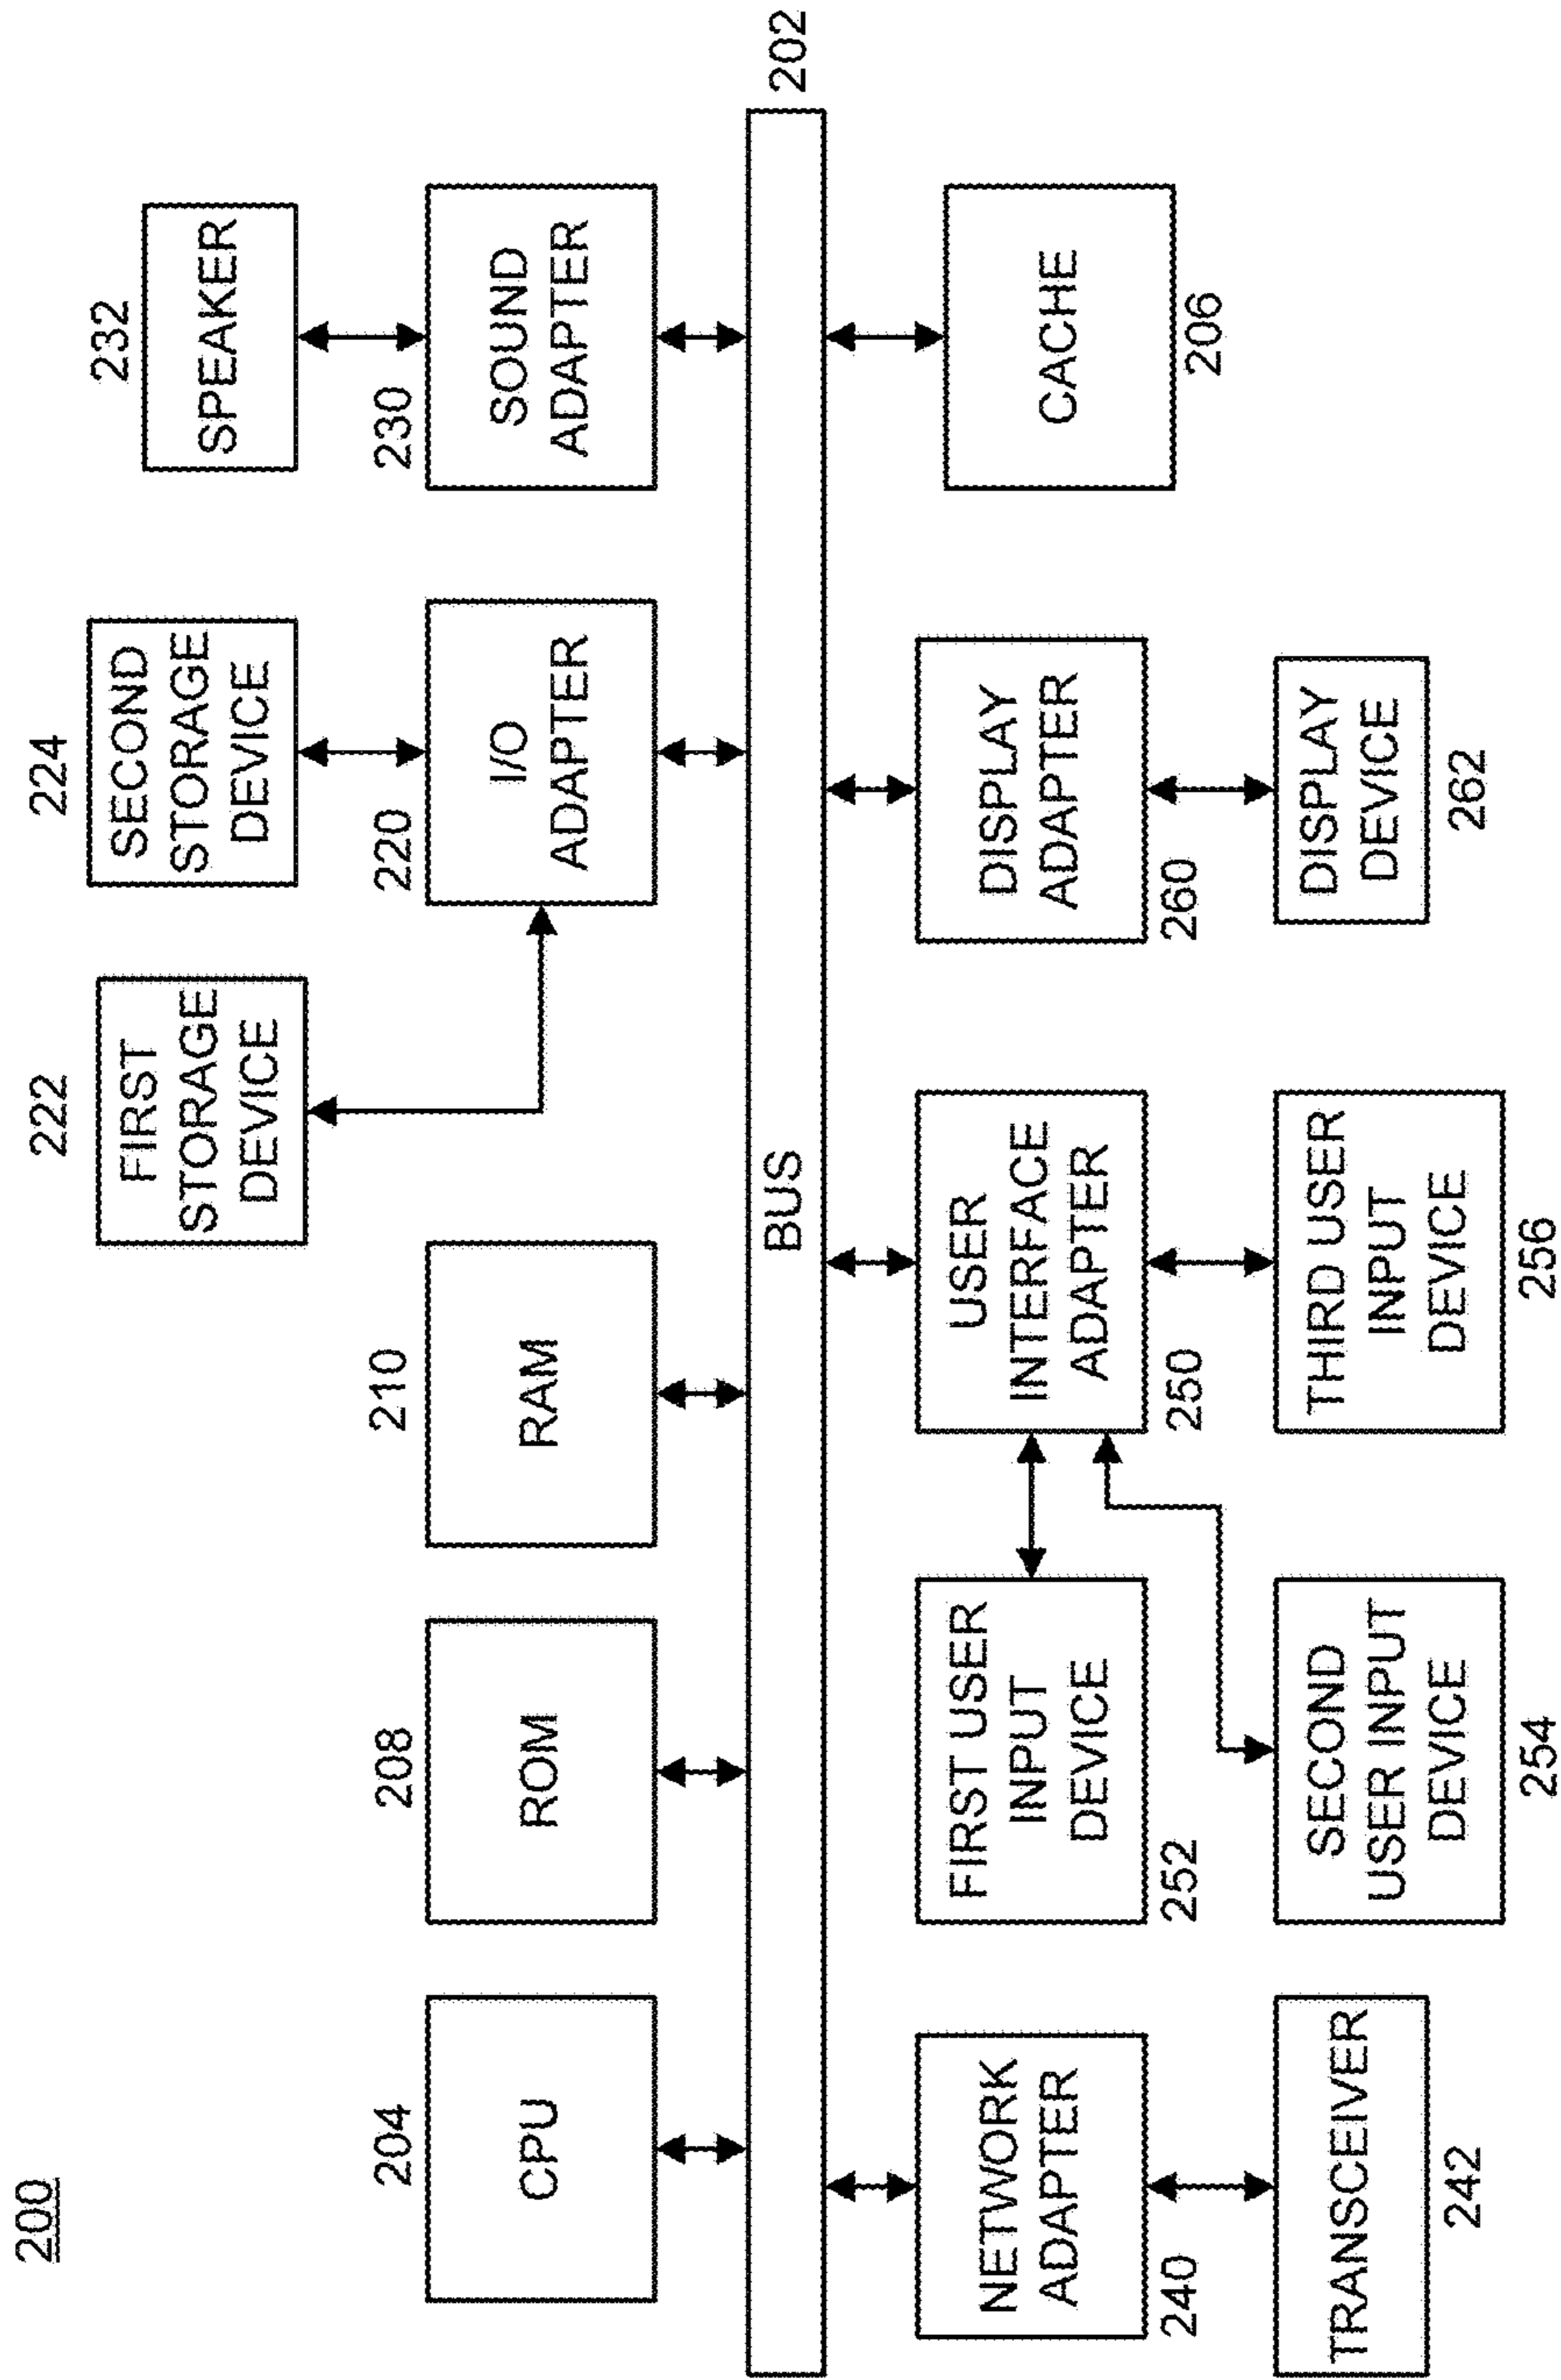 200
204
CPU
208
ROM
210
RAM
222
FIRST
STORAGE
DEVICE
224
SECOND
STORAGE
DEVICE
220
I/O
ADAPTER
232
SPEAKER
230
SOUND
ADAPTER
BUS
202
NETWORK
ADAPTER
240
TRANSCEIVER
242
FIRST USER
INPUT
DEVICE
252
SECOND
USER INPUT
DEVICE
254
USER
INTERFACE
ADAPTER
250
THIRD USER
INPUT
DEVICE
256
DISPLAY
ADAPTER
260
DISPLAY
DEVICE
262
CACHE
206